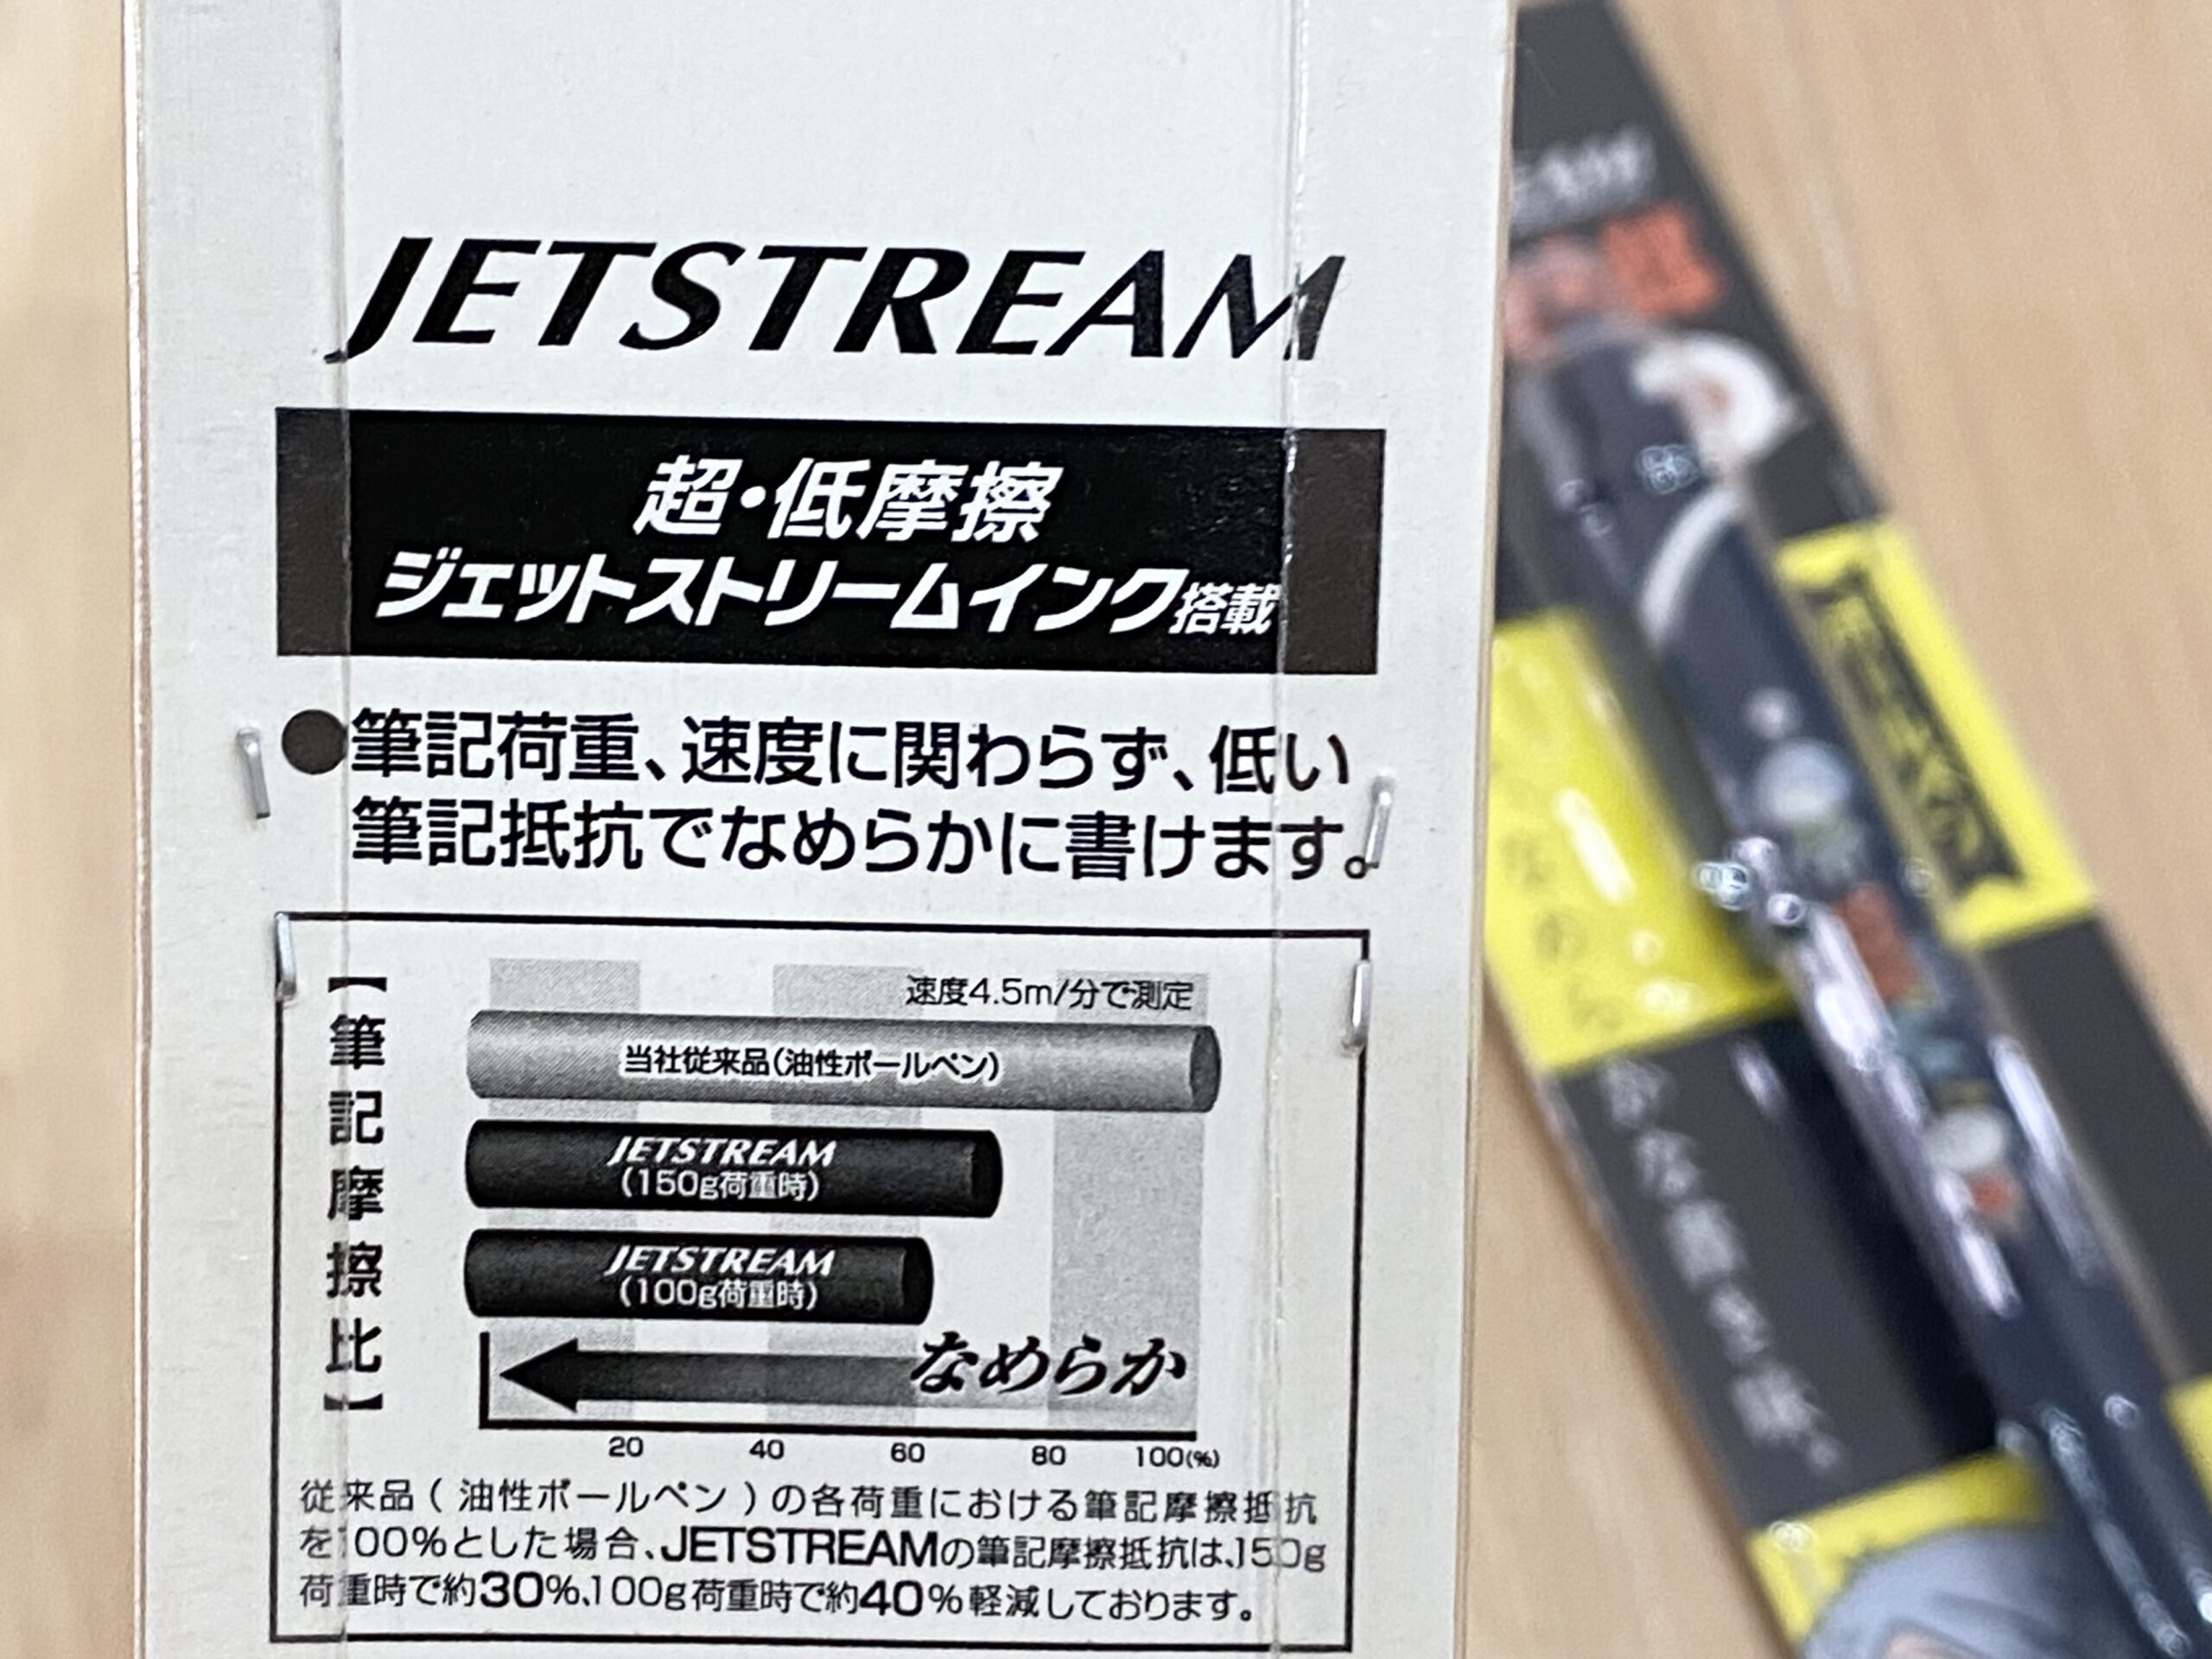 JETSTREAM
超・低摩擦
ジェットストリームインク搭載
●筆記荷重、速度に関わらず、低い
筆記抵抗でなめらかに書けます。
【筆記摩擦比】
速度4.5m/分で測定
当社従来品(油性ボールペン)
JETSTREAM
(150g荷重時)
JETSTREAM
(100g荷重時)
なめらか
20 40 60 80 100(%)
従来品(油性ボールペン)の各荷重における筆記摩擦抵抗
を100%とした場合、JETSTREAMの筆記摩擦抵抗は、150g
荷重時で約30%、100g荷重時で約40%軽減しております。